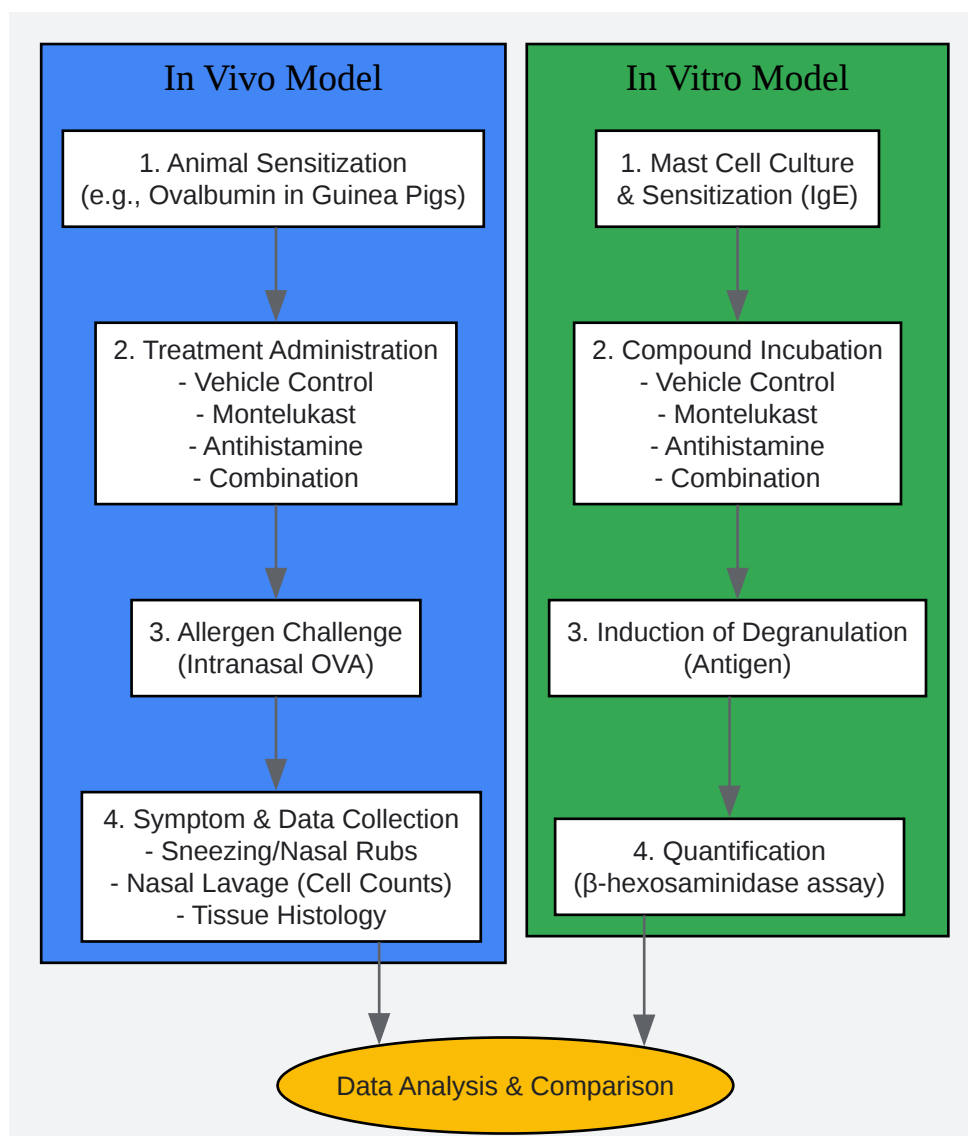 In Vivo Model
1. Animal Sensitization
(e.g., Ovalbumin in Guinea Pigs)
2. Treatment Administration
- Vehicle Control
- Montelukast
- Antihistamine
- Combination
3. Allergen Challenge
(Intranasal OVA)
4. Symptom & Data Collection
- Sneezing/Nasal Rubs
- Nasal Lavage (Cell Counts)
- Tissue Histology
In Vitro Model
1. Mast Cell Culture
& Sensitization (IgE)
2. Compound Incubation
- Vehicle Control
- Montelukast
- Antihistamine
- Combination
3. Induction of Degranulation
(Antigen)
4. Quantification
(β-hexosaminidase assay)
Data Analysis & Comparison